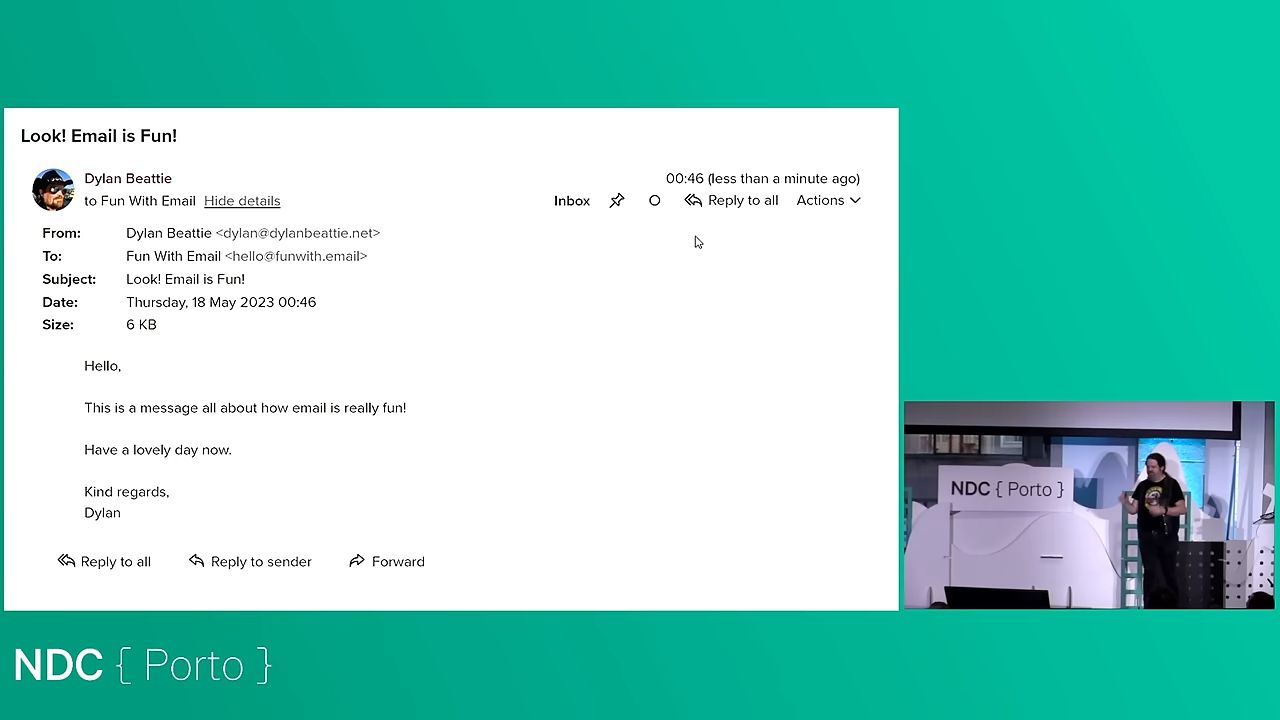 Look! Email is Fun!
Dylan Beattie
00:46 (less than a minute ago)
to Fun With Email Hide details
Inbox Reply to all Actions
From: Dylan Beattie <dylan@dylanbeattie.net>
To: Fun With Email <hello@funwith.email>
Subject: Look! Email is Fun!
Date: Thursday, 18 May 2023 00:46
Size: 6 KB
Hello,
This is a message all about how email is really fun!
Have a lovely day now.
Kind regards,
Dylan
Reply to all Reply to sender Forward
NDC { Porto }
NDC { Porto }